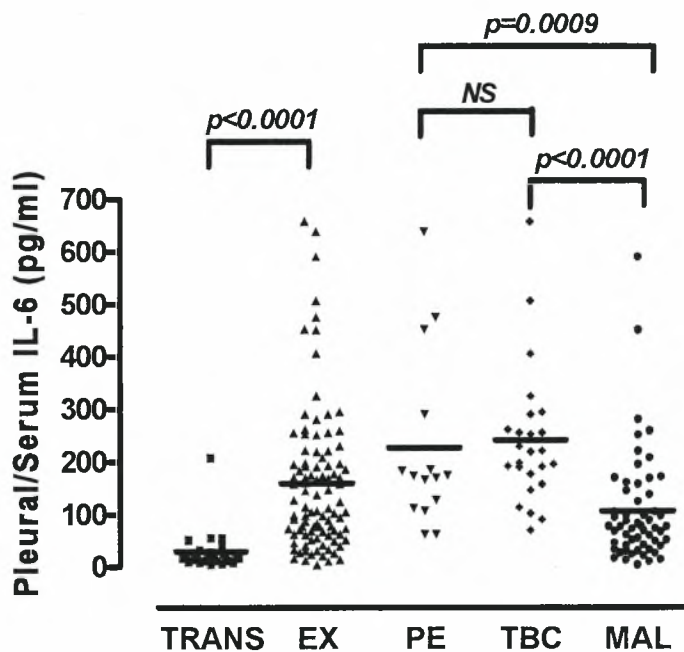 p=0.0009
NS
p<0.0001
p<0.0001
Pleural/Serum IL-6 (pg/ml)
700
600
500
400
300
200
100
0
TRANS EX PE TBC MAL